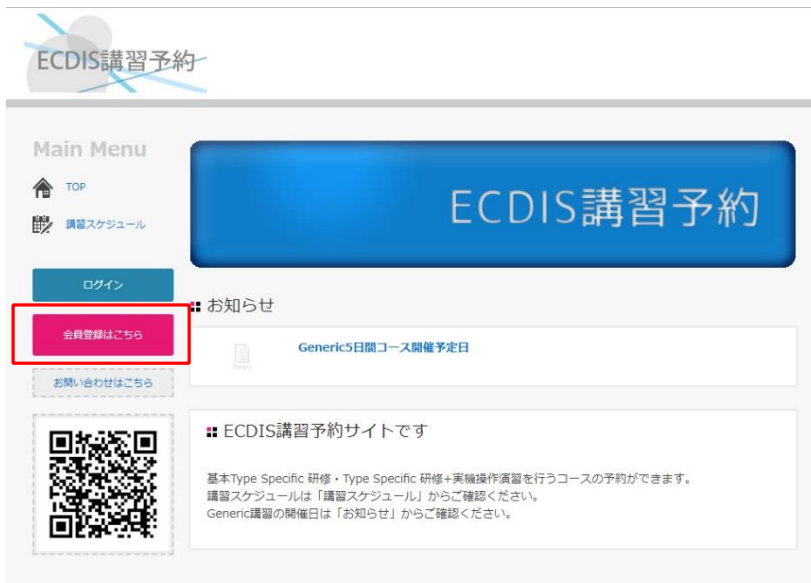 ECDIS講習予約
Main Menu
TOP
講習スケジュール
ログイン
会員登録はこちら
お問い合わせはこちら
ECDIS講習予約
お知らせ
News
Generic5日間コース開催予定日
ECDIS講習予約サイトです
基本Type Specific 研修・Type Specific 研修+実機操作演習を行うコースの予約ができます。
講習スケジュールは「講習スケジュール」からご確認ください。
Generic講習の開催日は「お知らせ」からご確認ください。